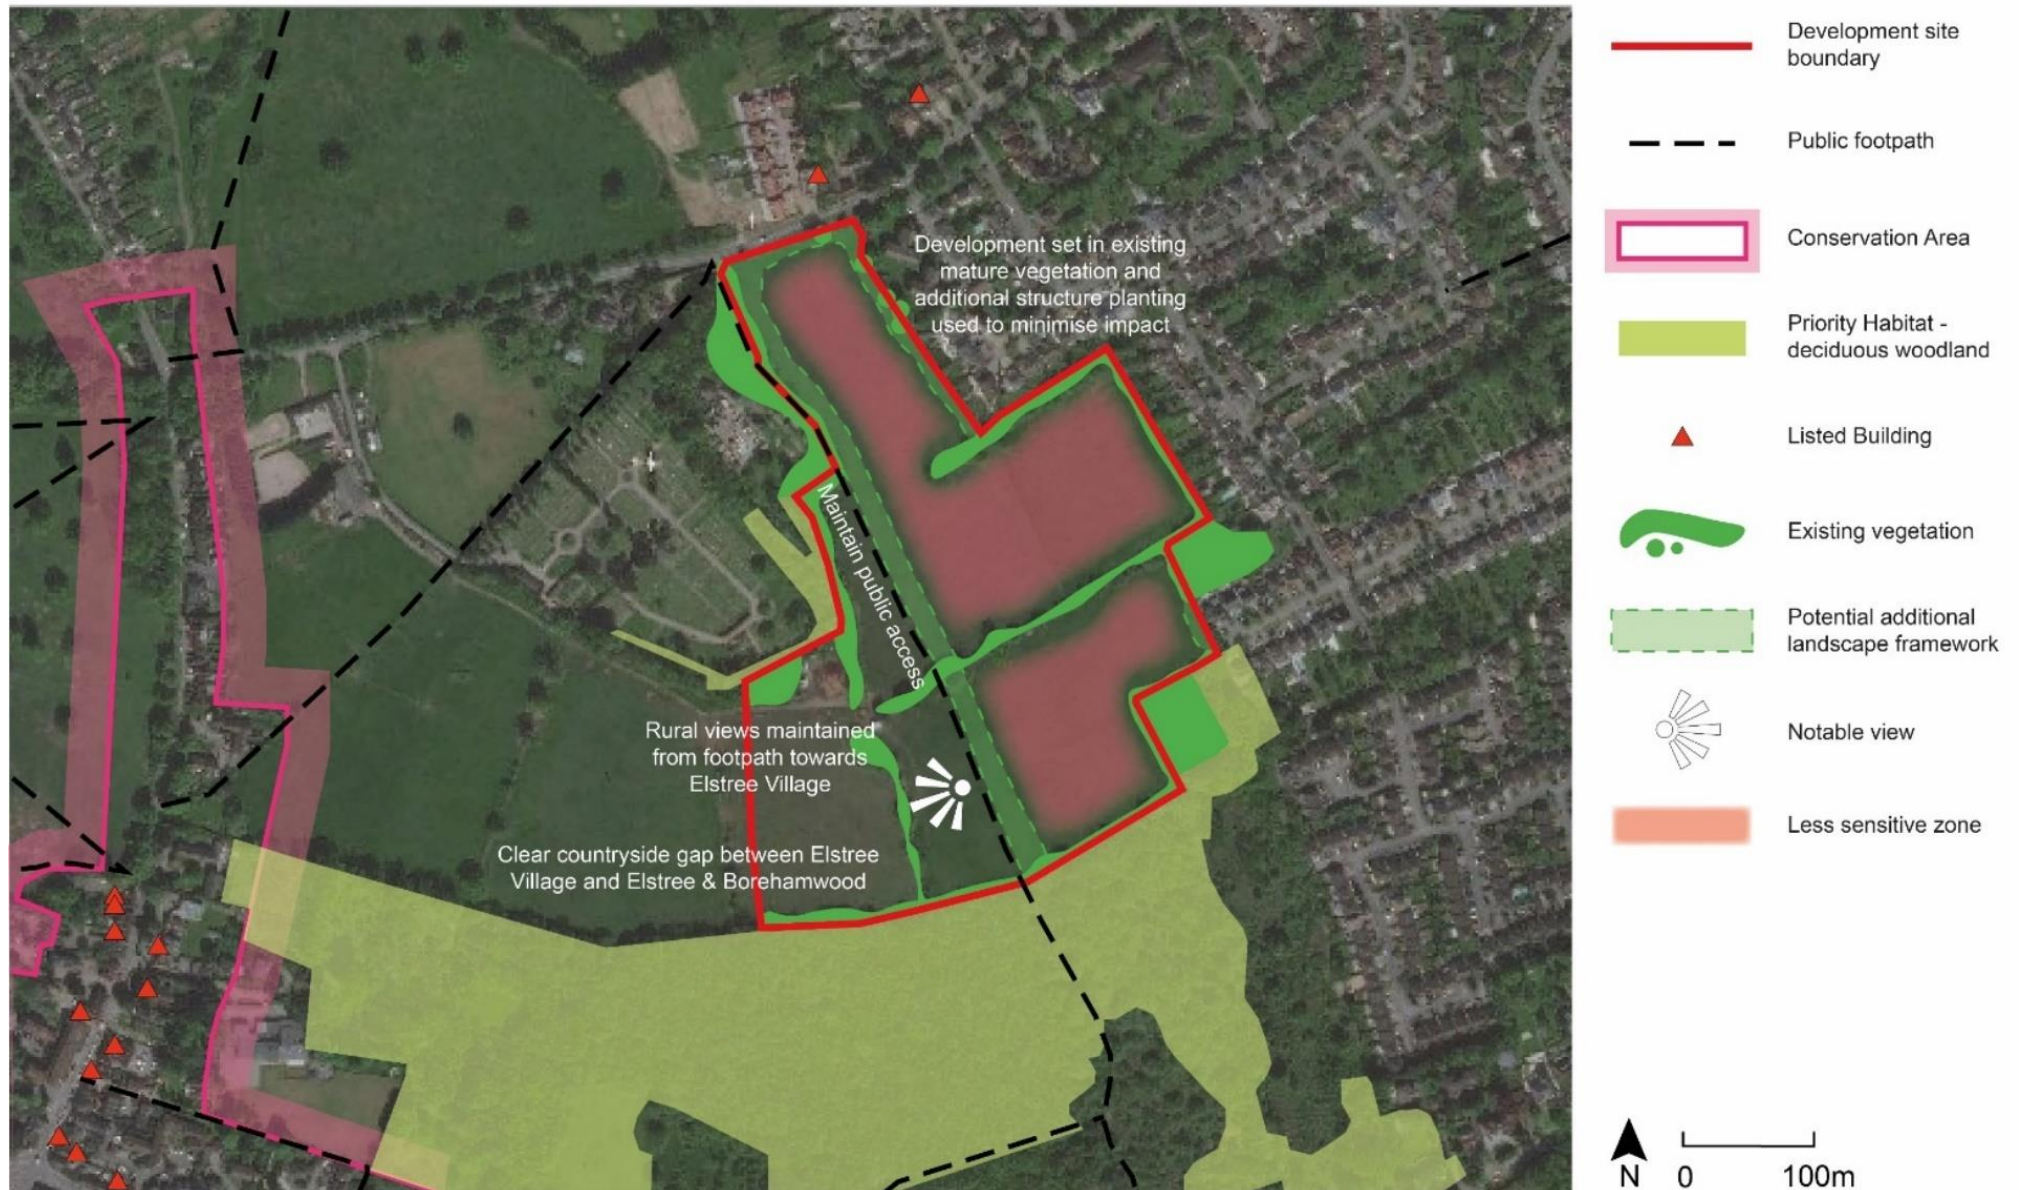 Development set in existing
mature vegetation and
additional structure planting
used to minimise impact
Maintain public access
Rural views maintained
from footpath towards
Elstree Village
Clear countryside gap between Elstree
Village and Elstree & Borehamwood
Development site
boundary
Public footpath
Conservation Area
Priority Habitat -
deciduous woodland
Listed Building
Existing vegetation
Potential additional
landscape framework
Notable view
Less sensitive zone
N 0 100m